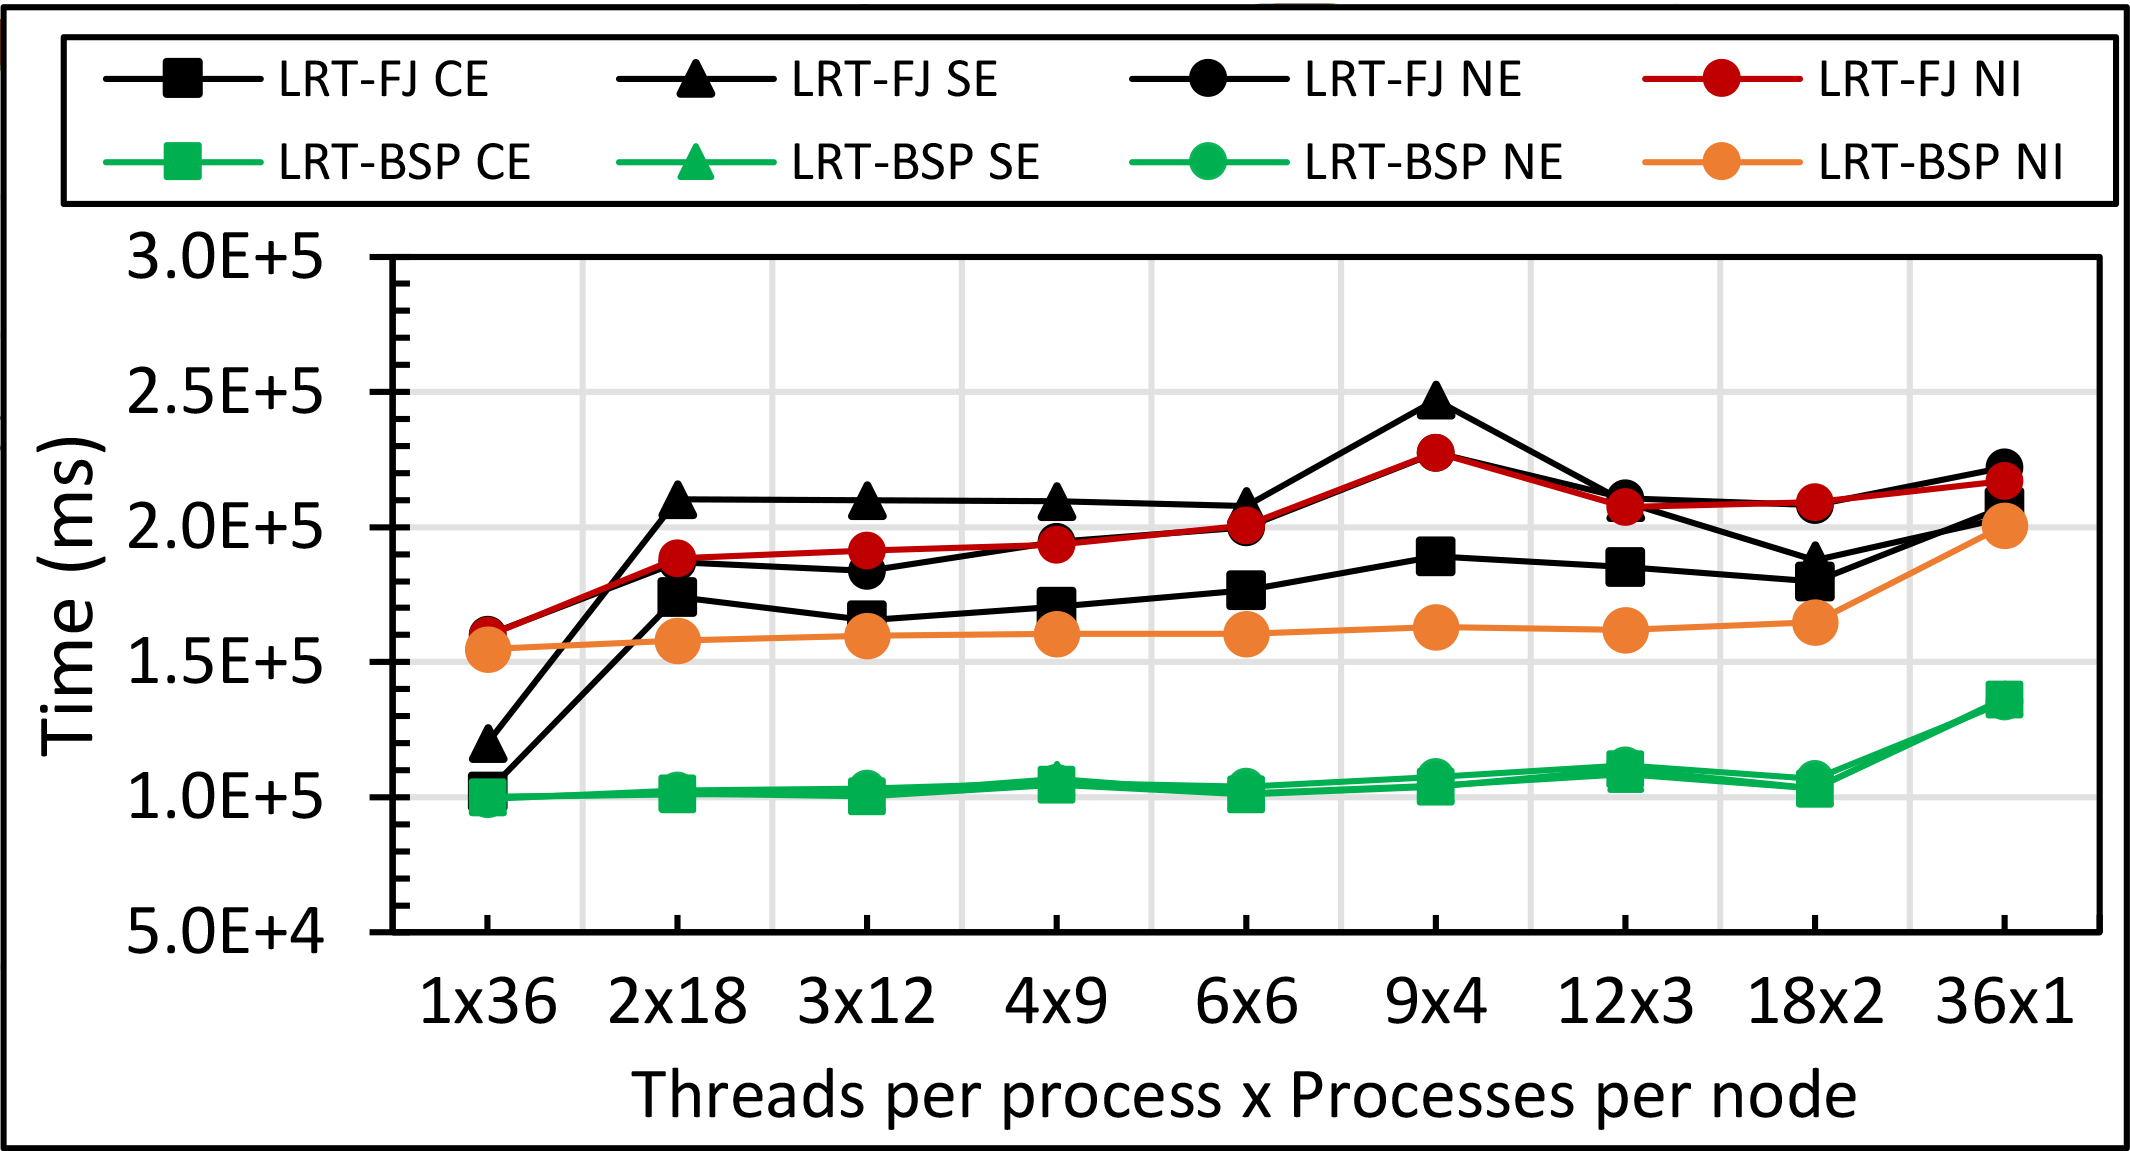 LRT-FJ CE LRT-FJ SE LRT-FJ NE LRT-FJ NI
LRT-BSP CE LRT-BSP SE LRT-BSP NE LRT-BSP NI
3.0E+5
2.5E+5
2.0E+5
1.5E+5
1.0E+5
5.0E+4
Time (ms)
1x36 2x18 3x12 4x9 6x6 9x4 12x3 18x2 36x1
Threads per process x Processes per node